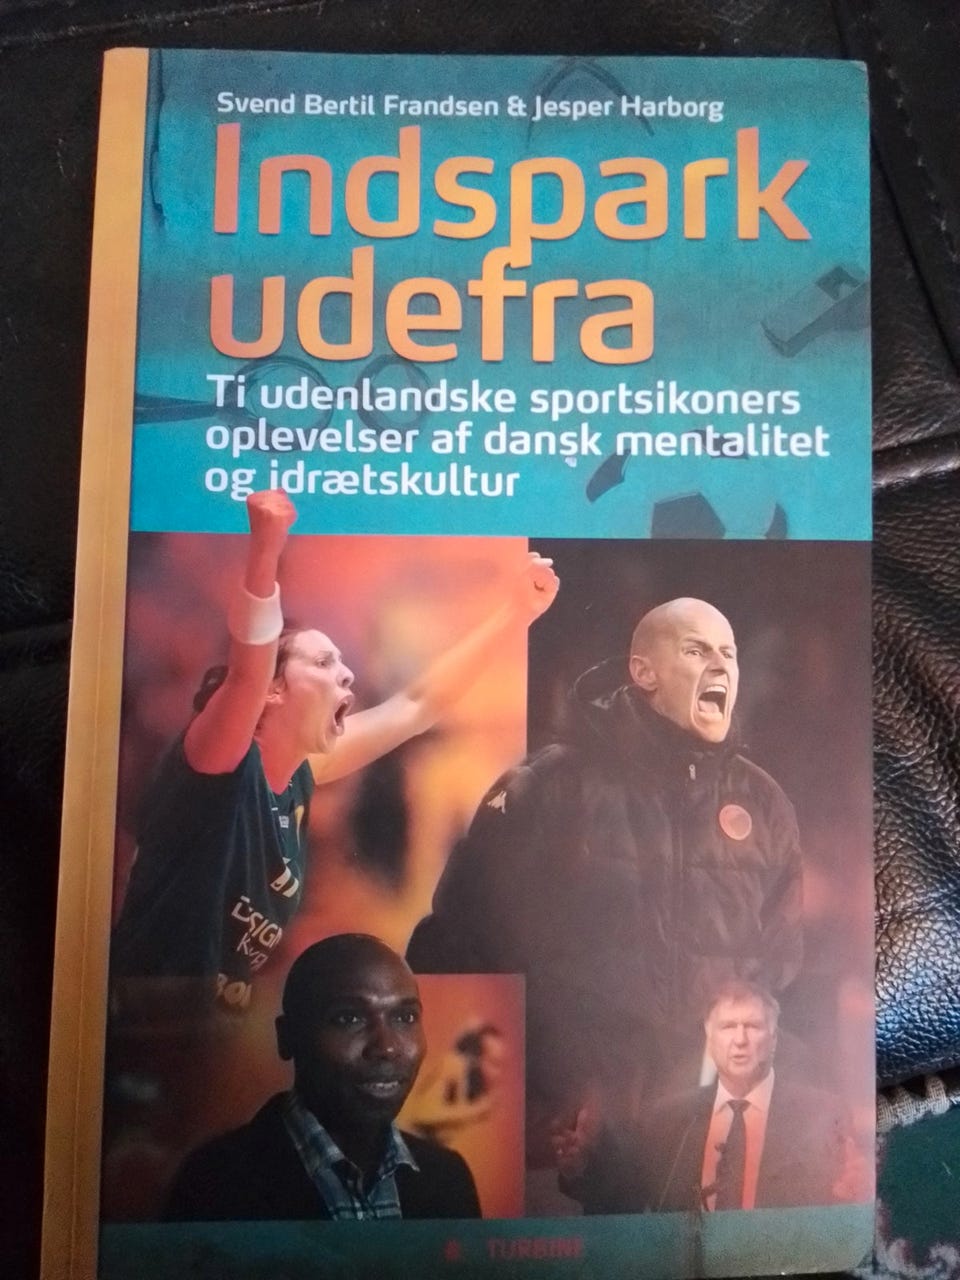 Svend Bertil Frandsen & Jesper Harborg
Indspark
udefra
Ti udenlandske sportsikoners
oplevelser af dansk mentalitet
og idrætskultur
TURBINE